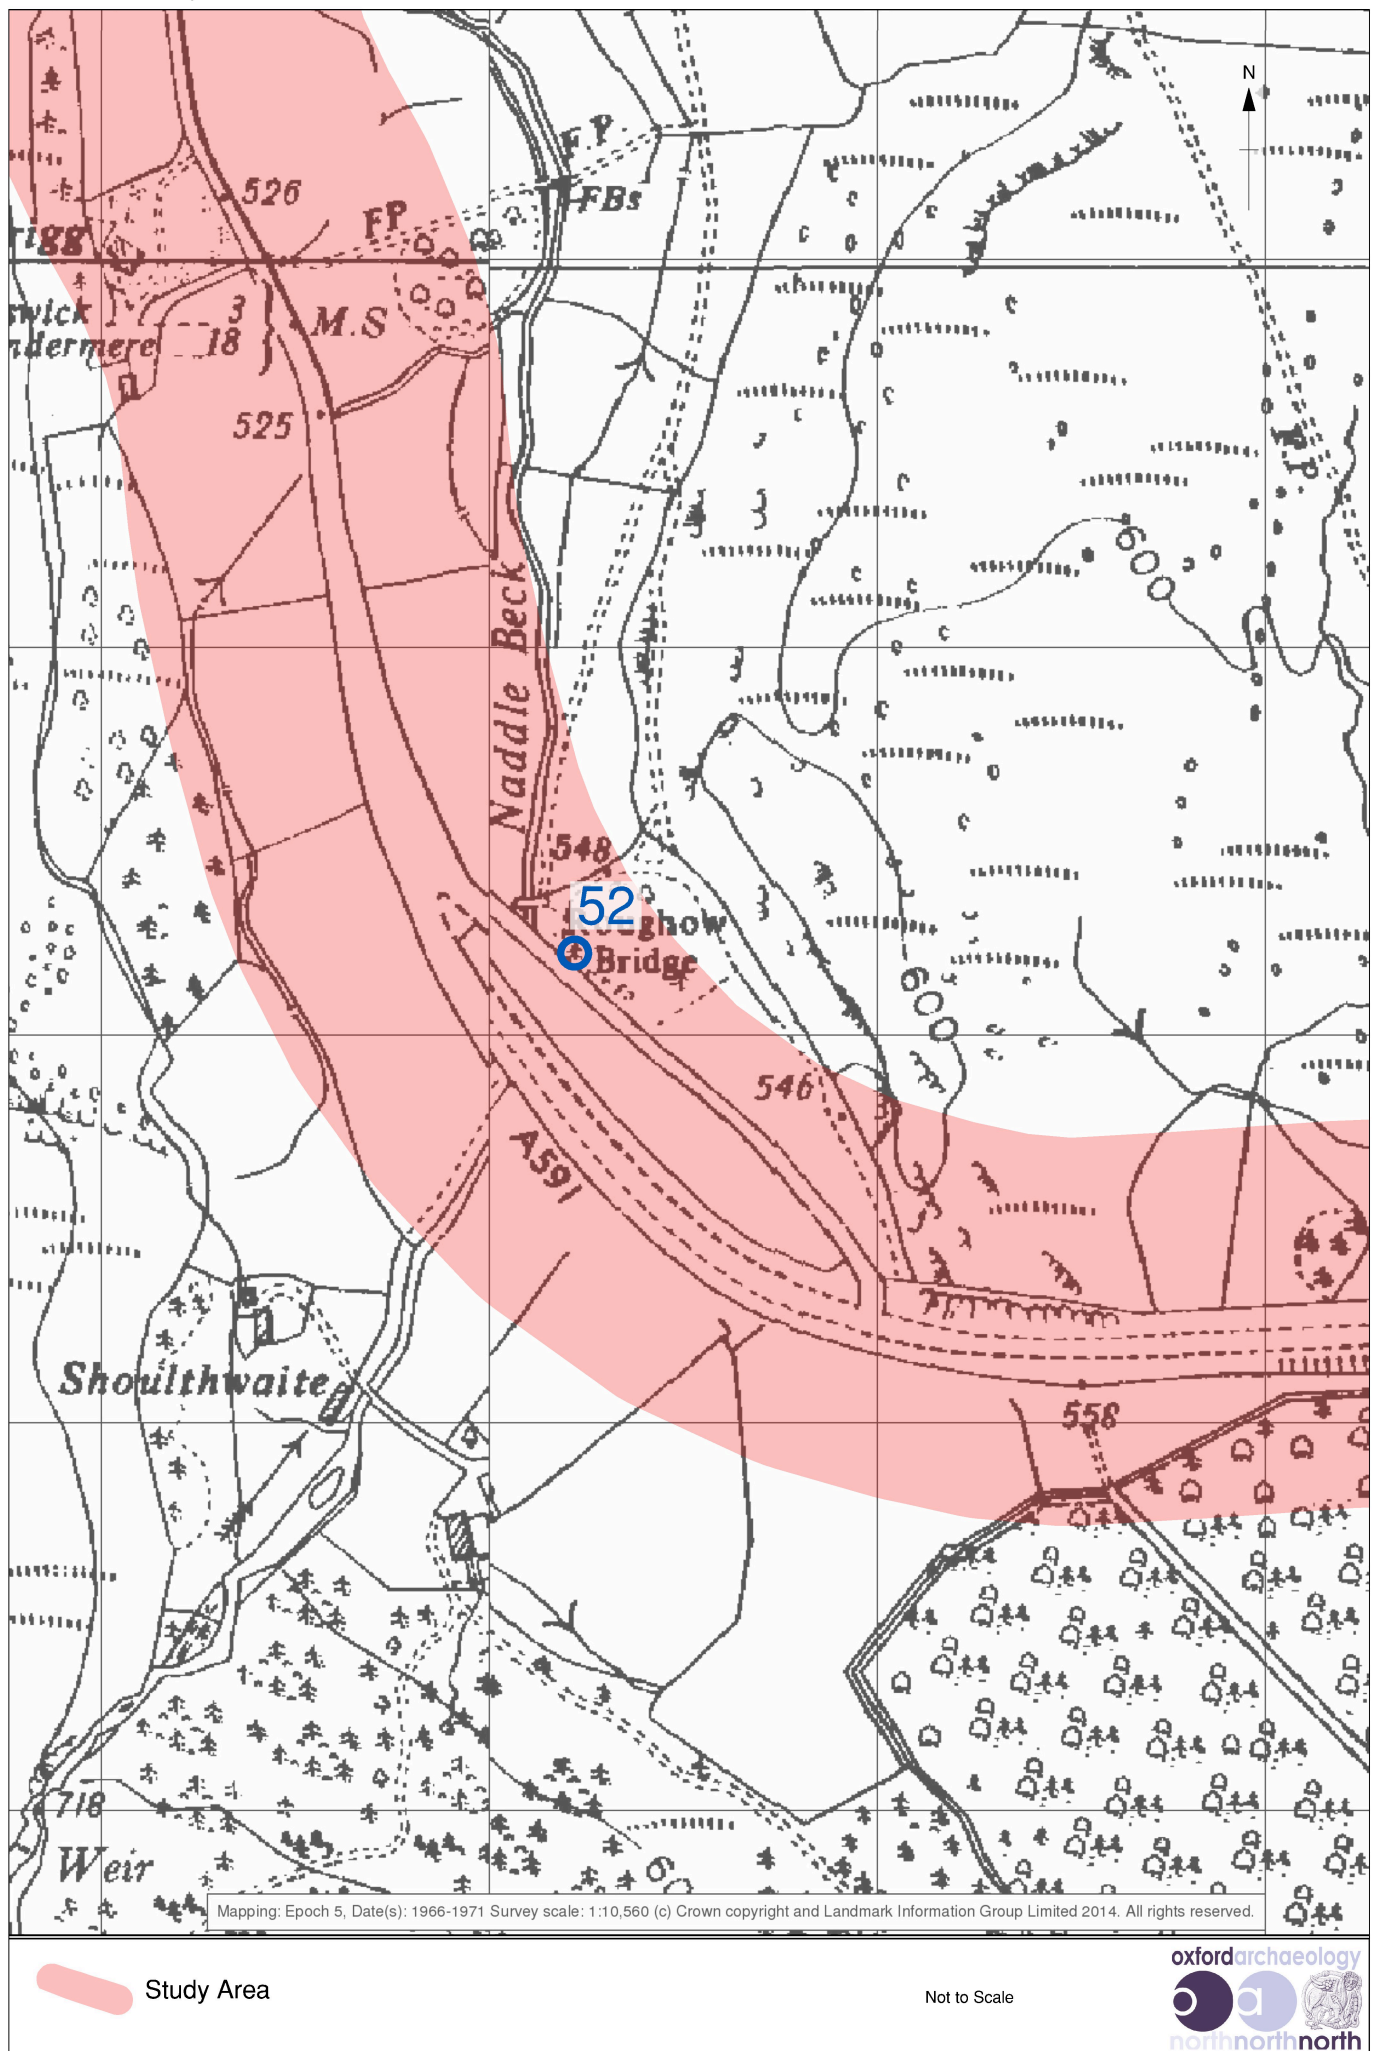 N
526
FP
FP
FBs
rigg
swick 3
ndermere 18
M.S
525
600
Naddle Beck
548
52
Roughow
Bridge
600
546
A591
Shoulthwaite
558
718
Weir
Mapping: Epoch 5, Date(s): 1966-1971 Survey scale: 1:10,560 (c) Crown copyright and Landmark Information Group Limited 2014. All rights reserved.
Study Area
Not to Scale
oxfordarchaeology
oa
northnorthnorth